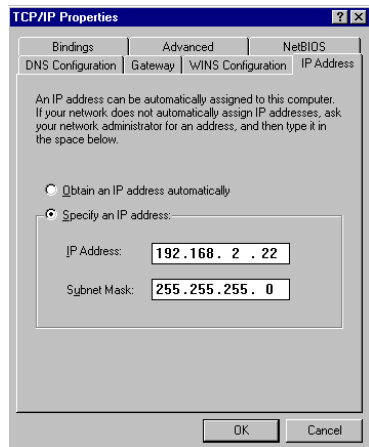 TCP/IP Properties
Bindings Advanced NetBIOS
DNS Configuration Gateway WINS Configuration IP Address
An IP address can be automatically assigned to this computer.
If your network does not automatically assign IP addresses, ask
your network administrator for an address, and then type it in
the space below.
Obtain an IP address automatically
Specify an IP address:
IP Address: 192.168. 2 .22
Subnet Mask: 255.255.255. 0
OK Cancel